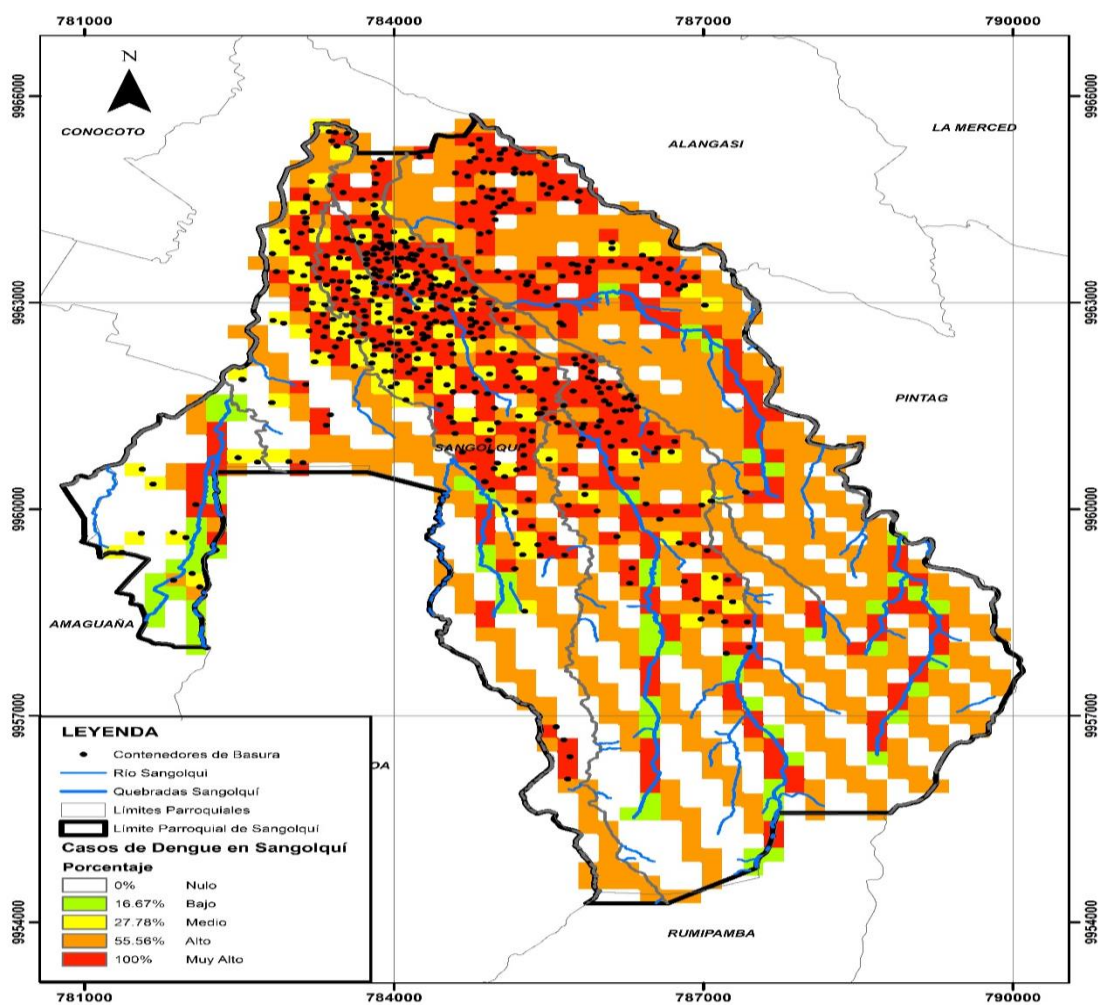 781000 784000 787000 790000
N
9966000 9966000
CONOCOTO
LA MERCED
ALANGASI
9963000 9963000
PINTAG
SANGOLQUÍ
9960000 9960000
AMAGUAÑA
9957000 9957000
DA
LEYENDA
Contenedores de Basura
Río Sangolqui
Quebradas Sangolquí
Límites Parroquiales
Límite Parroquial de Sangolquí
Casos de Dengue en Sangolquí
Porcentaje
0% Nulo
16.67% Bajo
27.78% Medio
55.56% Alto
100% Muy Alto
RUMIPAMBA
9954000 9954000
781000 784000 787000 790000